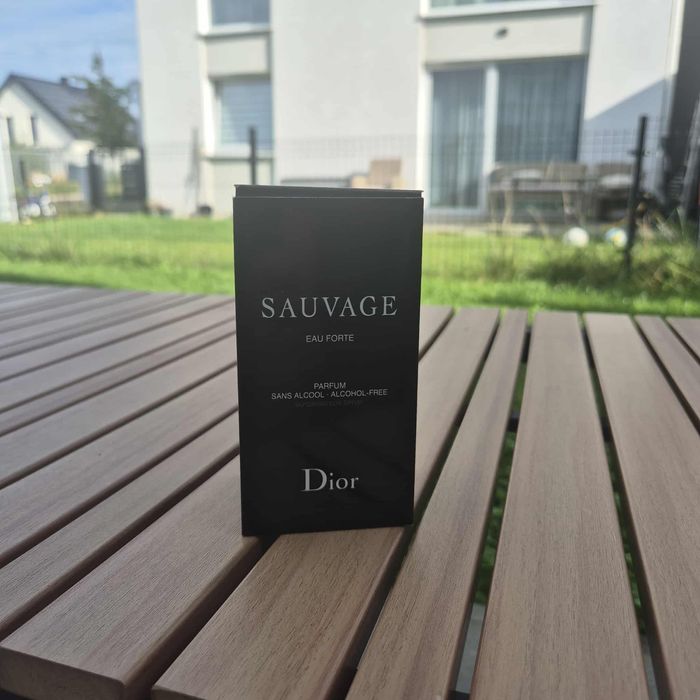 SAUVAGE
EAU FORTE
PARFUM
SANS ALCOOL · ALCOHOL-FREE
Dior